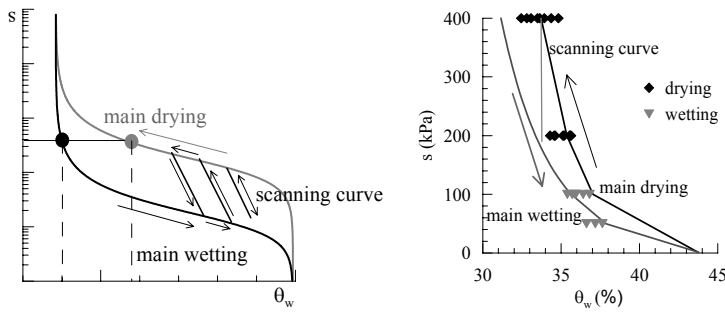 s
main drying
scanning curve
main wetting
θw
400
300
200
100
0
s (kPa)
scanning curve
drying
wetting
main drying
main wetting
30
35
40
45
θw (%)